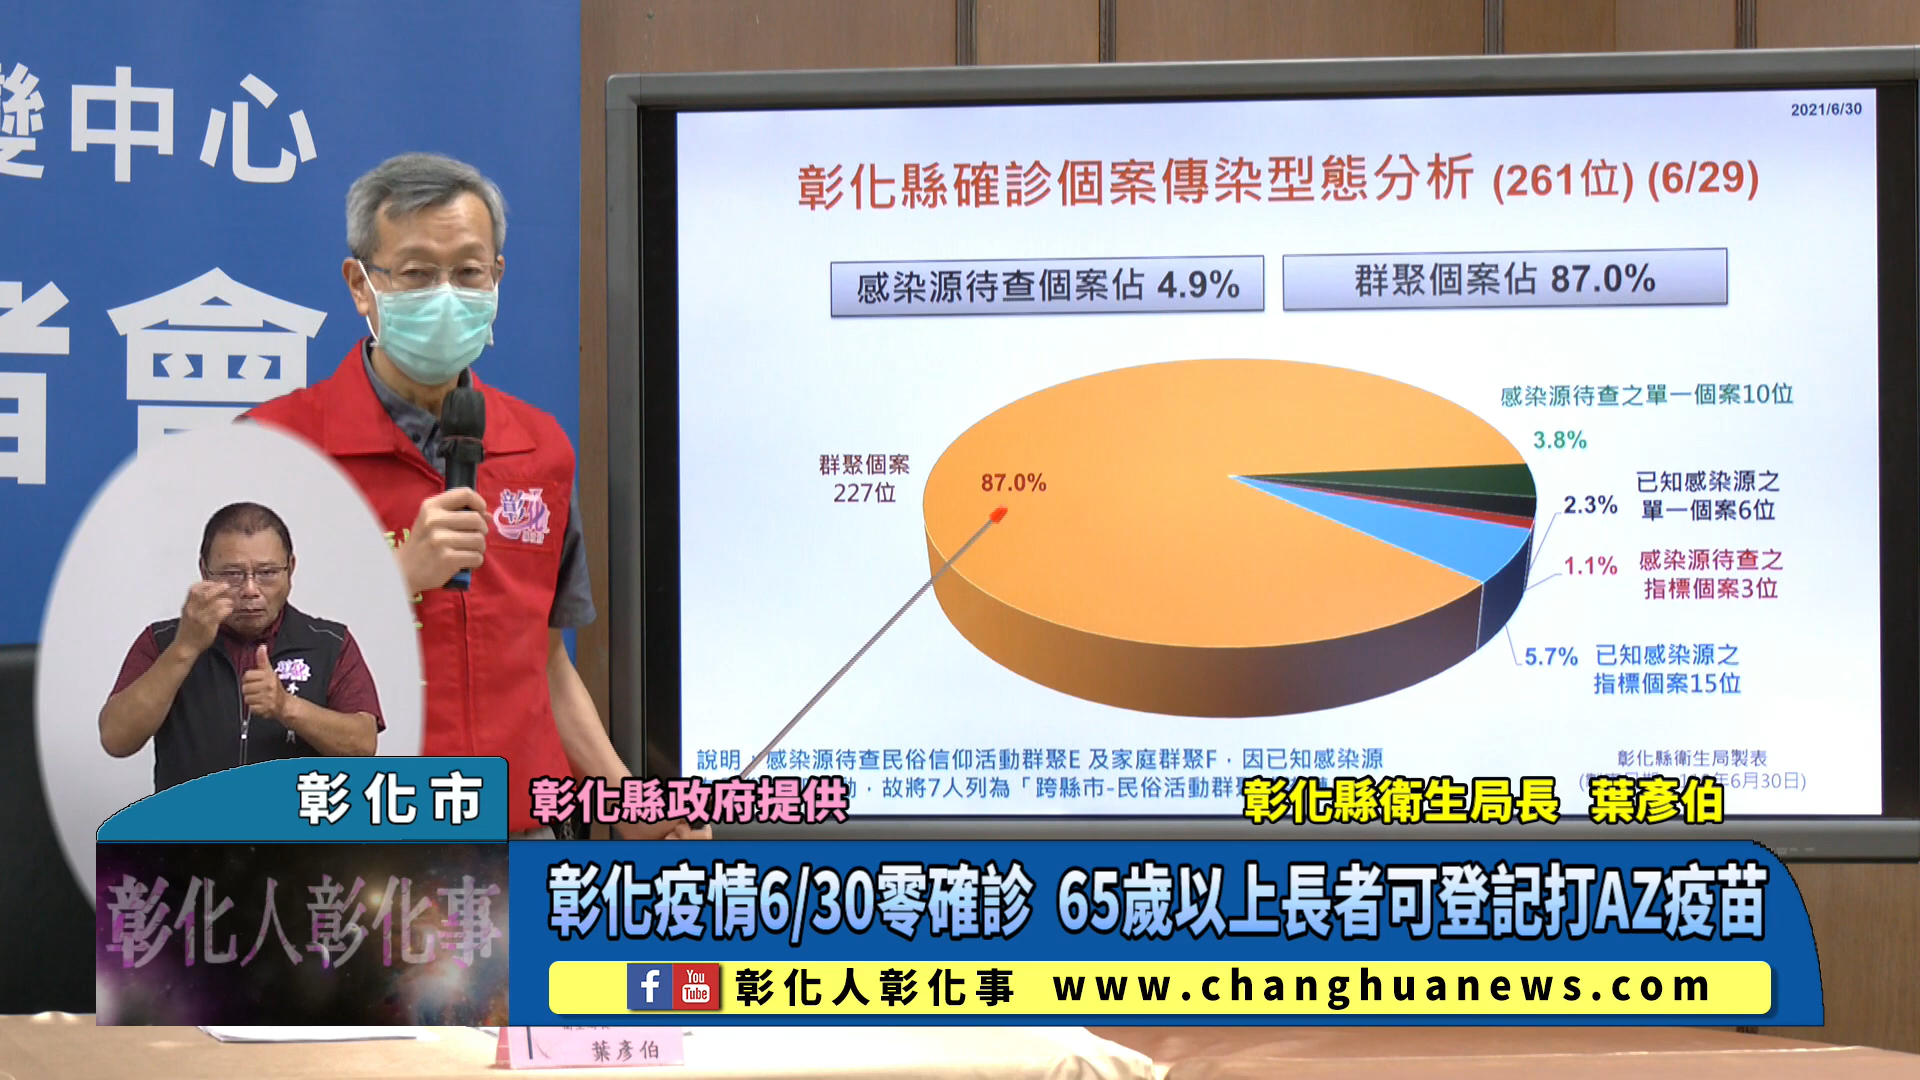 變中心
者會
2021/6/30
彰化縣確診個案傳染型態分析 (261位) (6/29)
感染源待查個案佔 4.9%
群聚個案佔 87.0%
感染源待查之單一個案10位
3.8%
群聚個案
227位
87.0%
已知感染源之
單一個案6位
2.3%
感染源待查之
指標個案3位
1.1%
已知感染源之
指標個案15位
5.7%
說明：感染源待查民俗信仰活動群聚E 及家庭群聚F，因已知感染源
動，故將7人列為「跨縣市-民俗活動群
彰化縣衛生局製表
年6月30日)
彰化
彰化市
彰化縣政府提供
彰化縣衛生局長 葉彥伯
彰化人彰化事
彰化疫情6/30零確診 65歲以上長者可登記打AZ疫苗
f You Tube 彰化人彰化事 www.changhuanews.com
葉彥伯